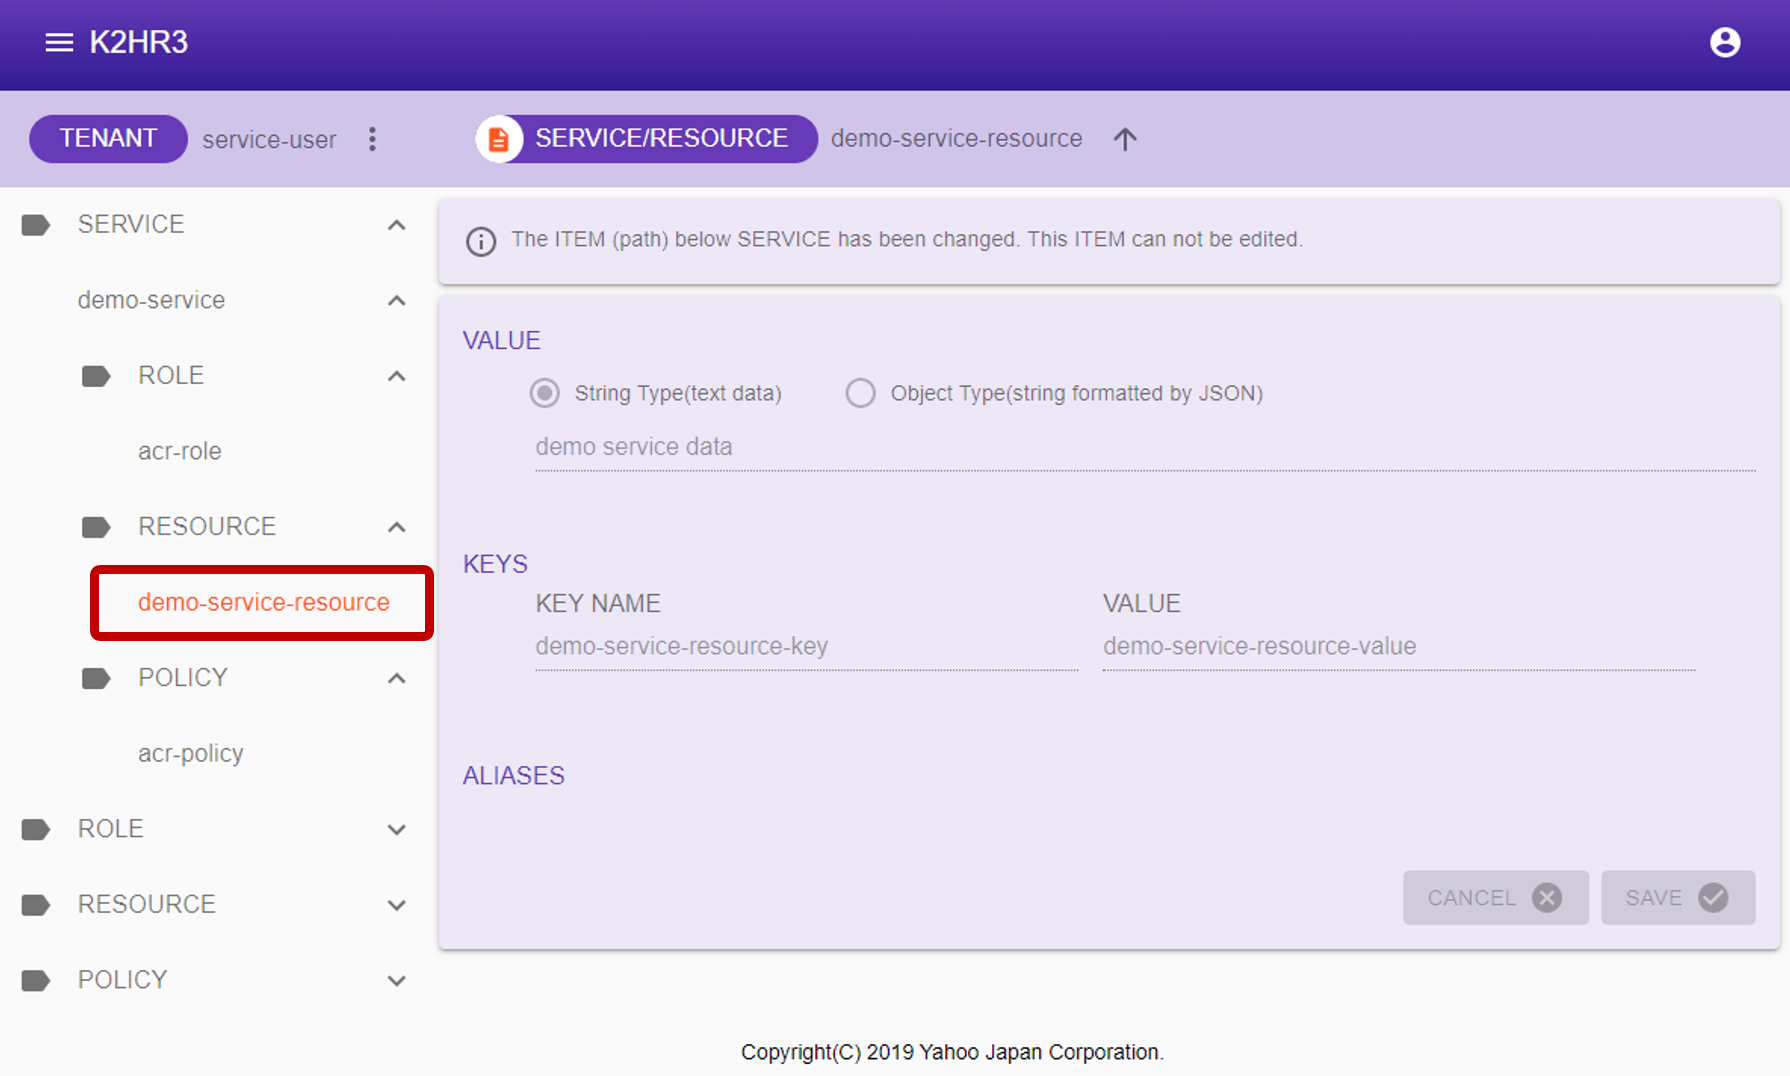 K2HR3
TENANT service-user SERVICE/RESOURCE demo-service-resource
SERVICE
demo-service
ROLE
acr-role
RESOURCE
demo-service-resource
POLICY
acr-policy
ROLE
RESOURCE
POLICY
The ITEM (path) below SERVICE has been changed. This ITEM can not be edited.
VALUE
String Type(text data) Object Type(string formatted by JSON)
demo service data
KEYS
KEY NAME VALUE
demo-service-resource-key demo-service-resource-value
ALIASES
CANCEL SAVE
Copyright(C) 2019 Yahoo Japan Corporation.